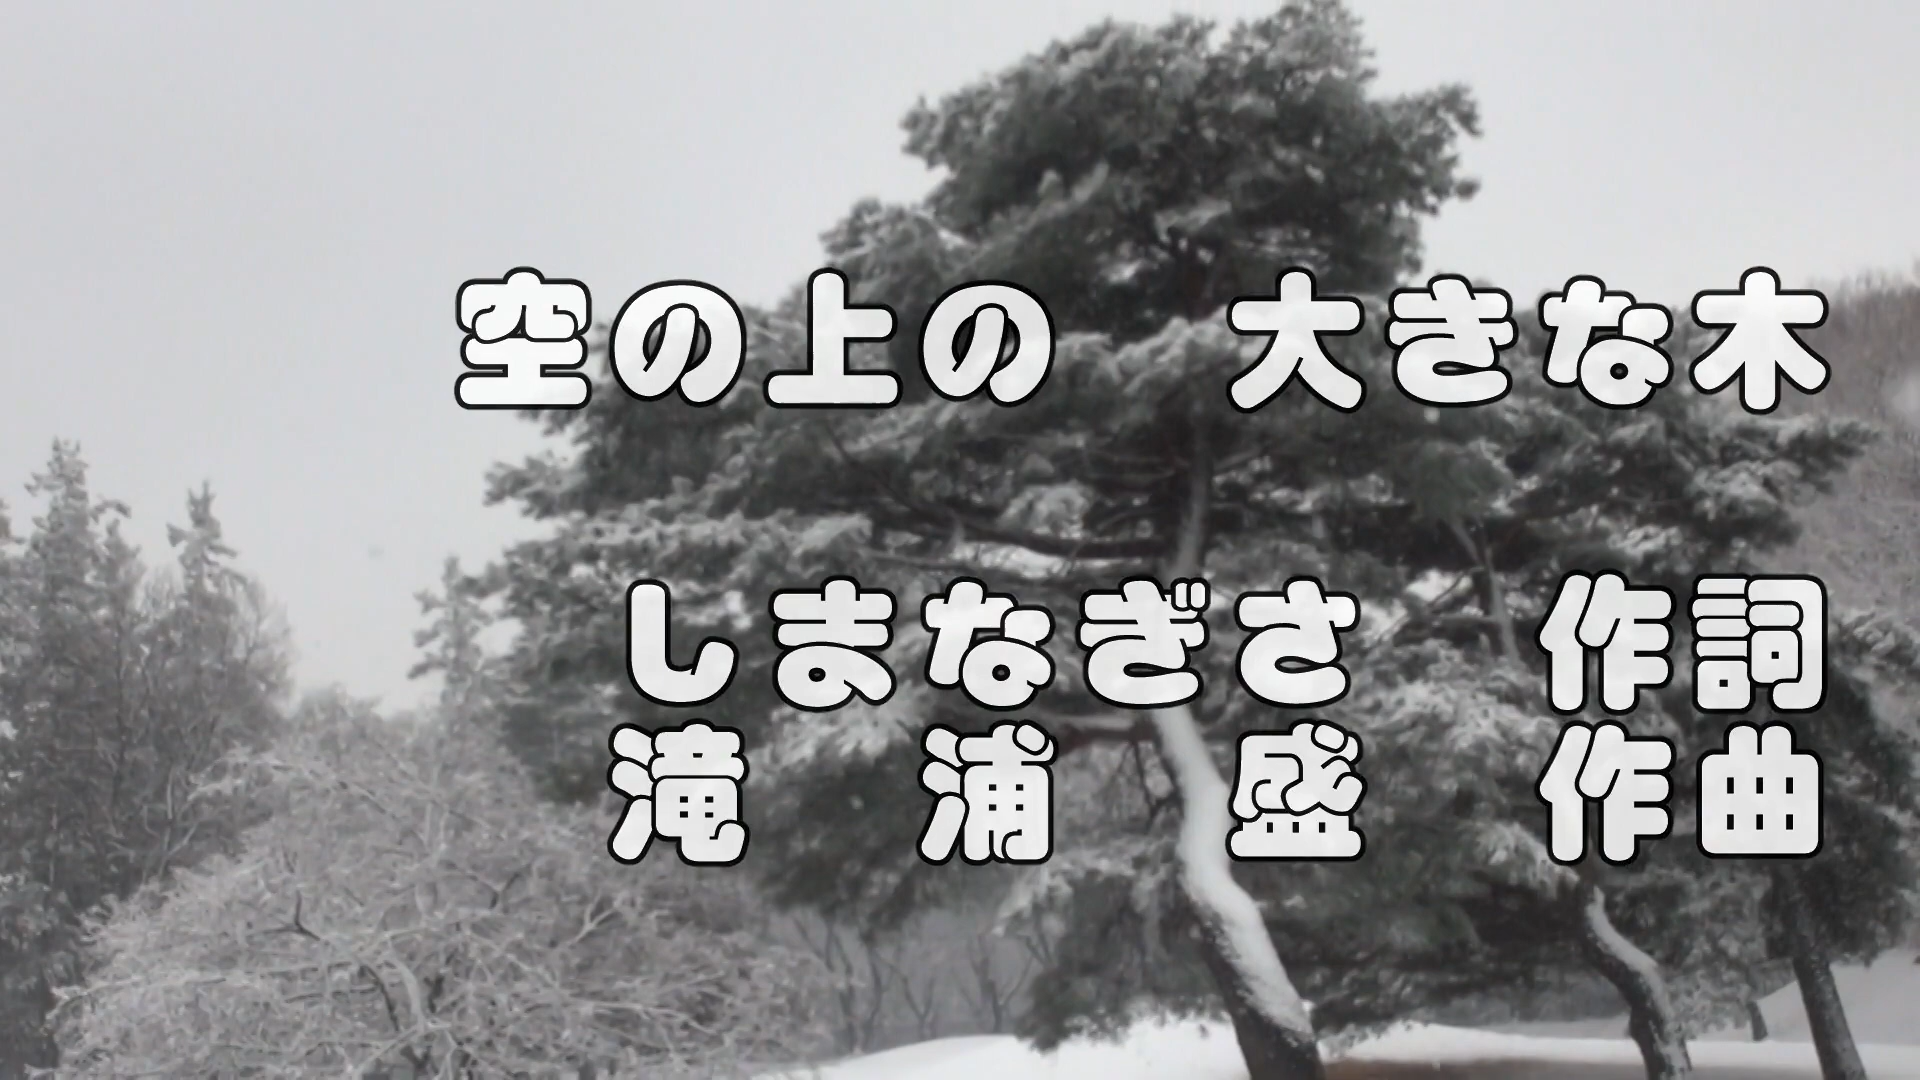 空の上の　大きな木
しまなぎさ　作詞
滝　浦　盛　作曲